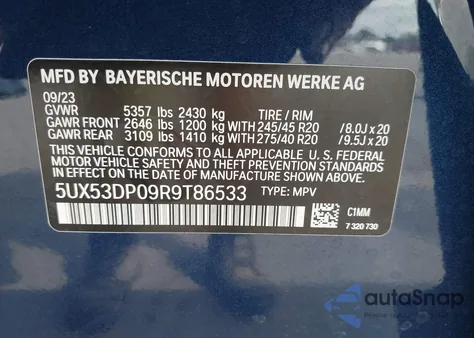 MFD BY BAYERISCHE MOTOREN WERKE AG
09/23
GVWR 5357 lbs 2430 kg TIRE / RIM
GAWR FRONT 2646 lbs 1200 kg WITH 245/45 R20 /8.0J x 20
GAWR REAR 3109 lbs 1410 kg WITH 275/40 R20 /9.5J x 20
THIS VEHICLE CONFORMS TO ALL APPLICABLE U.S. FEDERAL
MOTOR VEHICLE SAFETY AND THEFT PREVENTION STANDARDS
IN EFFECT ON THE DATE OF MANUFACTURE SHOWN ABOVE.
5UX53DP09R9T86533 TYPE: MPV
C1MM
7 320 730
autoSnap